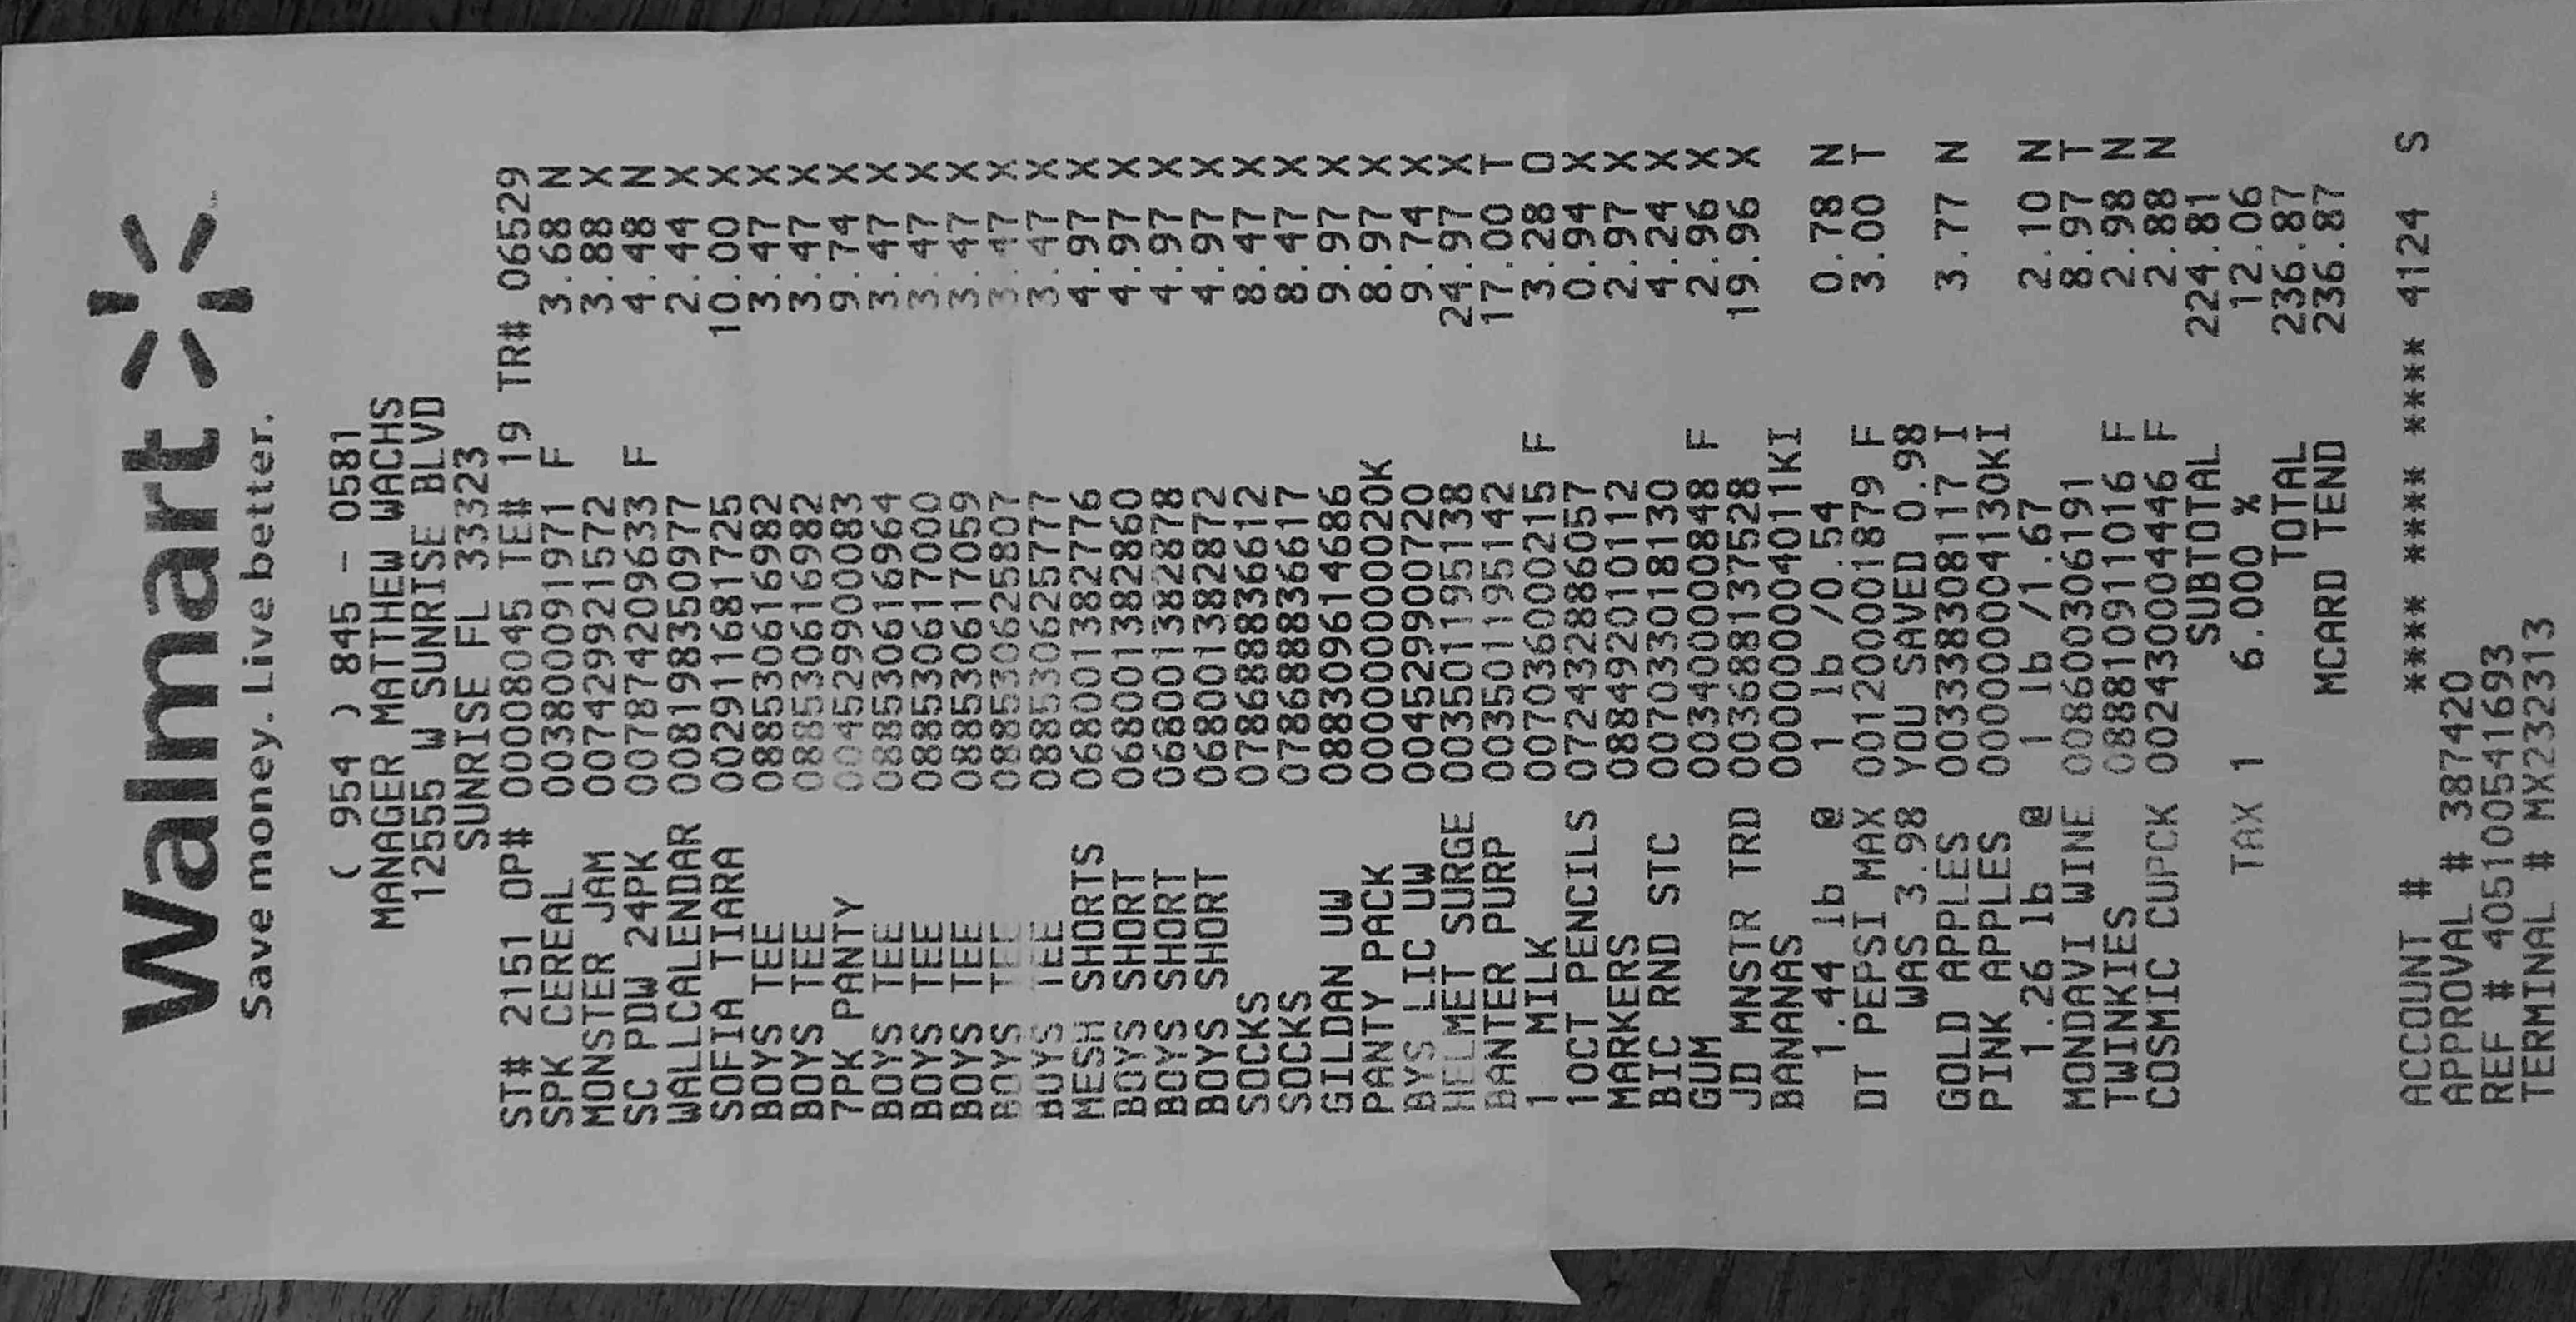 Walmart
Save money. Live better.
( 954 ) 845 - 0581
MANAGER MATTHEW WACHS
12555 W SUNRISE BLVD
SUNRISE FL 33323
ST# 2151 OP# 00008045 TE# 19 TR# 06529
SPK CEREAL 003800091971 F 3.68 N
MONSTER JAM 007429921572 3.88 X
SC PDW 24PK 007874209633 F 4.48 N
WALLCALENDAR 008198350977 2.44 X
SOFIA TIARA 002911681725 10.00 X
BOYS TEE 088530616982 3.47 X
BOYS TEE 088530616982 3.47 X
7PK PANTY 004529900083 9.74 X
BOYS TEE 088530616964 3.47 X
BOYS TEE 088530617000 3.47 X
BOYS TEE 088530617059 3.47 X
BOYS TEE 088530625807 3.47 X
BOYS TEE 088530625777 3.47 X
MESH SHORTS 068001382776 4.97 X
BOYS SHORT 068001382860 4.97 X
BOYS SHORT 068001382878 4.97 X
BOYS SHORT 068001382872 4.97 X
SOCKS 078688836612 8.47 X
SOCKS 078688836617 8.47 X
GILDAN UW 088309614686 9.97 X
PANTY PACK 000000000020K 8.97 X
BYS LIC UW 004529900720 9.74 X
HELMET SURGE 003501195138 24.97 X
BANTER PURP 003501195142 17.00 T
1 MILK 007036000215 F 3.28 O
10CT PENCILS 072432886057 0.94 X
MARKERS 088492010112 2.97 X
BIC RND STC 007033018130 4.24 X
GUM 003400000848 F 2.96 X
JD MNSTR TRD 003688137528 19.96 X
BANANAS 000000004011KI
1.44 lb @ 1 lb /0.54 0.78 N
DT PEPSI MAX 001200001879 F 3.00 T
WAS 3.98 YOU SAVED 0.98
GOLD APPLES 003338308117 I 3.77 N
PINK APPLES 000000004130KI
1.26 lb @ 1 lb /1.67 2.10 N
MONDAVI WINE 008600306191 8.97 T
TWINKIES 088810911016 F 2.98 N
COSMIC CUPCK 002430004446 F 2.88 N
SUBTOTAL 224.81
TAX 1 6.000 % 12.06
TOTAL 236.87
MCARD TEND 236.87
ACCOUNT # **** **** **** **** 4124 S
APPROVAL # 387420
REF # 40510054 1693
TERMINAL # MX232313